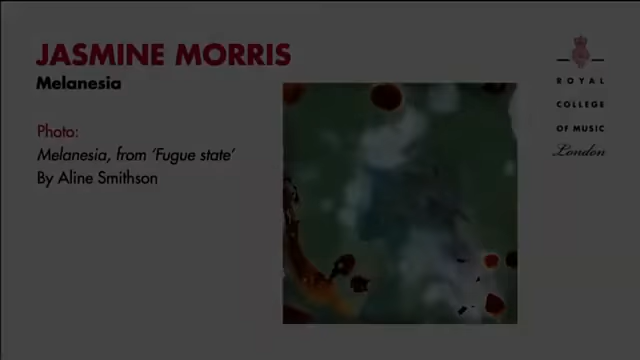 JASMINE MORRIS
Melanesia
Photo:
Melanesia, from ‘Fugue state’
By Aline Smithson
ROYAL
COLLEGE
OF MUSIC
London